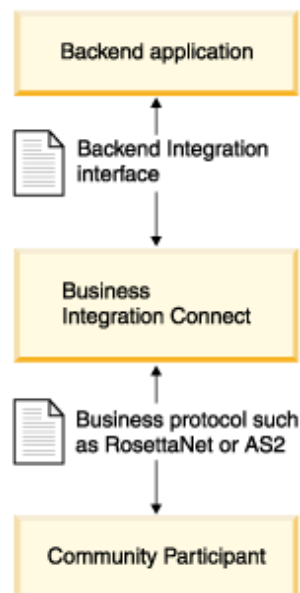 Backend application
Backend Integration
interface
Business
Integration Connect
Business protocol such
as RosettaNet or AS2
Community Participant